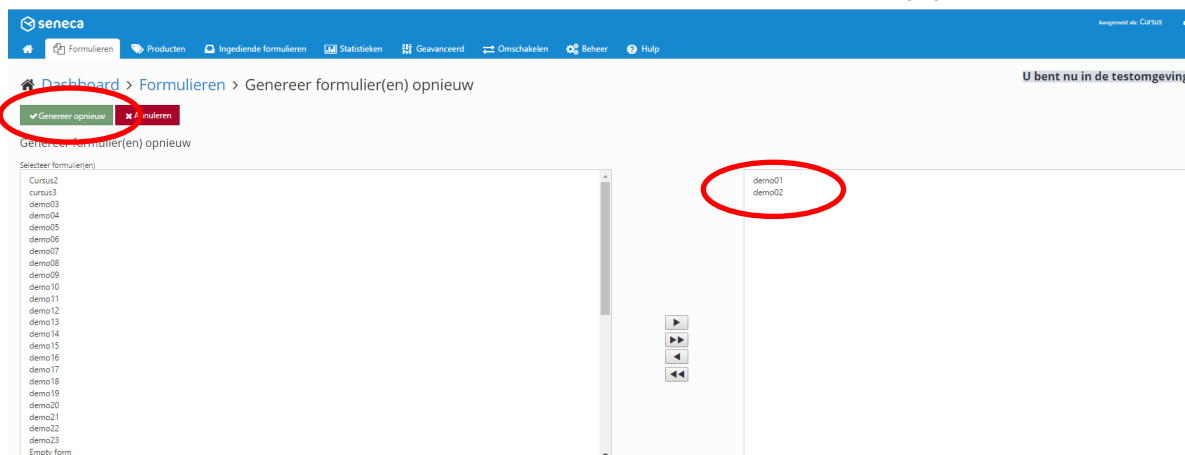 seneca
Aangemeld als: Cursus
Formulieren Producten Ingediende formulieren Statistieken Geavanceerd Omschakelen Beheer Hulp
Dashboard > Formulieren > Genereer formulier(en) opnieuw
U bent nu in de testomgeving
Genereer opnieuw Annuleren
Genereer formulier(en) opnieuw
Selecteer formulier(en)
Cursus2
cursus3
demo03
demo04
demo05
demo06
demo07
demo08
demo09
demo10
demo11
demo12
demo13
demo14
demo15
demo16
demo17
demo18
demo19
demo20
demo21
demo22
demo23
Empty form
demo01
demo02